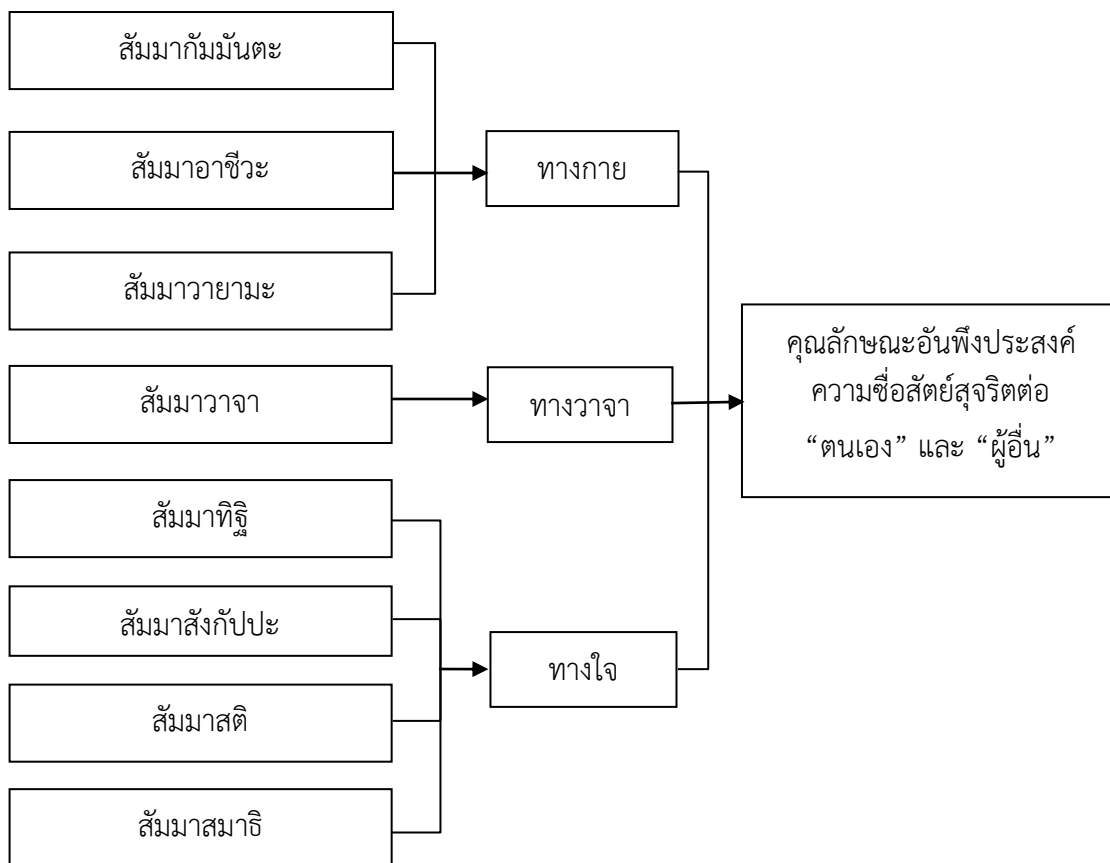 สัมมากัมมันตะ
สัมมาอาชีวะ
สัมมาวายามะ
สัมมาวาจา
สัมมาทิฐิ
สัมมาสังกัปปะ
สัมมาสติ
สัมมาสมาธิ
ทางกาย
ทางวาจา
ทางใจ
คุณลักษณะอันพึงประสงค์
ความซื่อสัตย์สุจริตต่อ
“ตนเอง” และ “ผู้อื่น”